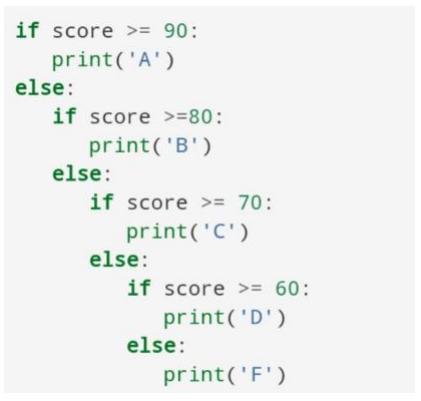 if score >= 90:
   print('A')
else:
   if score >=80:
      print('B')
   else:
      if score >= 70:
         print('C')
      else:
         if score >= 60:
            print('D')
         else:
            print('F')